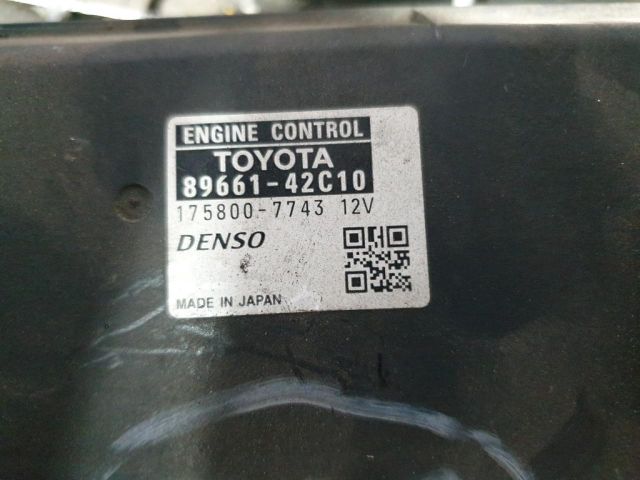 ENGINE CONTROL
TOYOTA
89661-42C10
175800-7743 12V
DENSO
MADE IN JAPAN